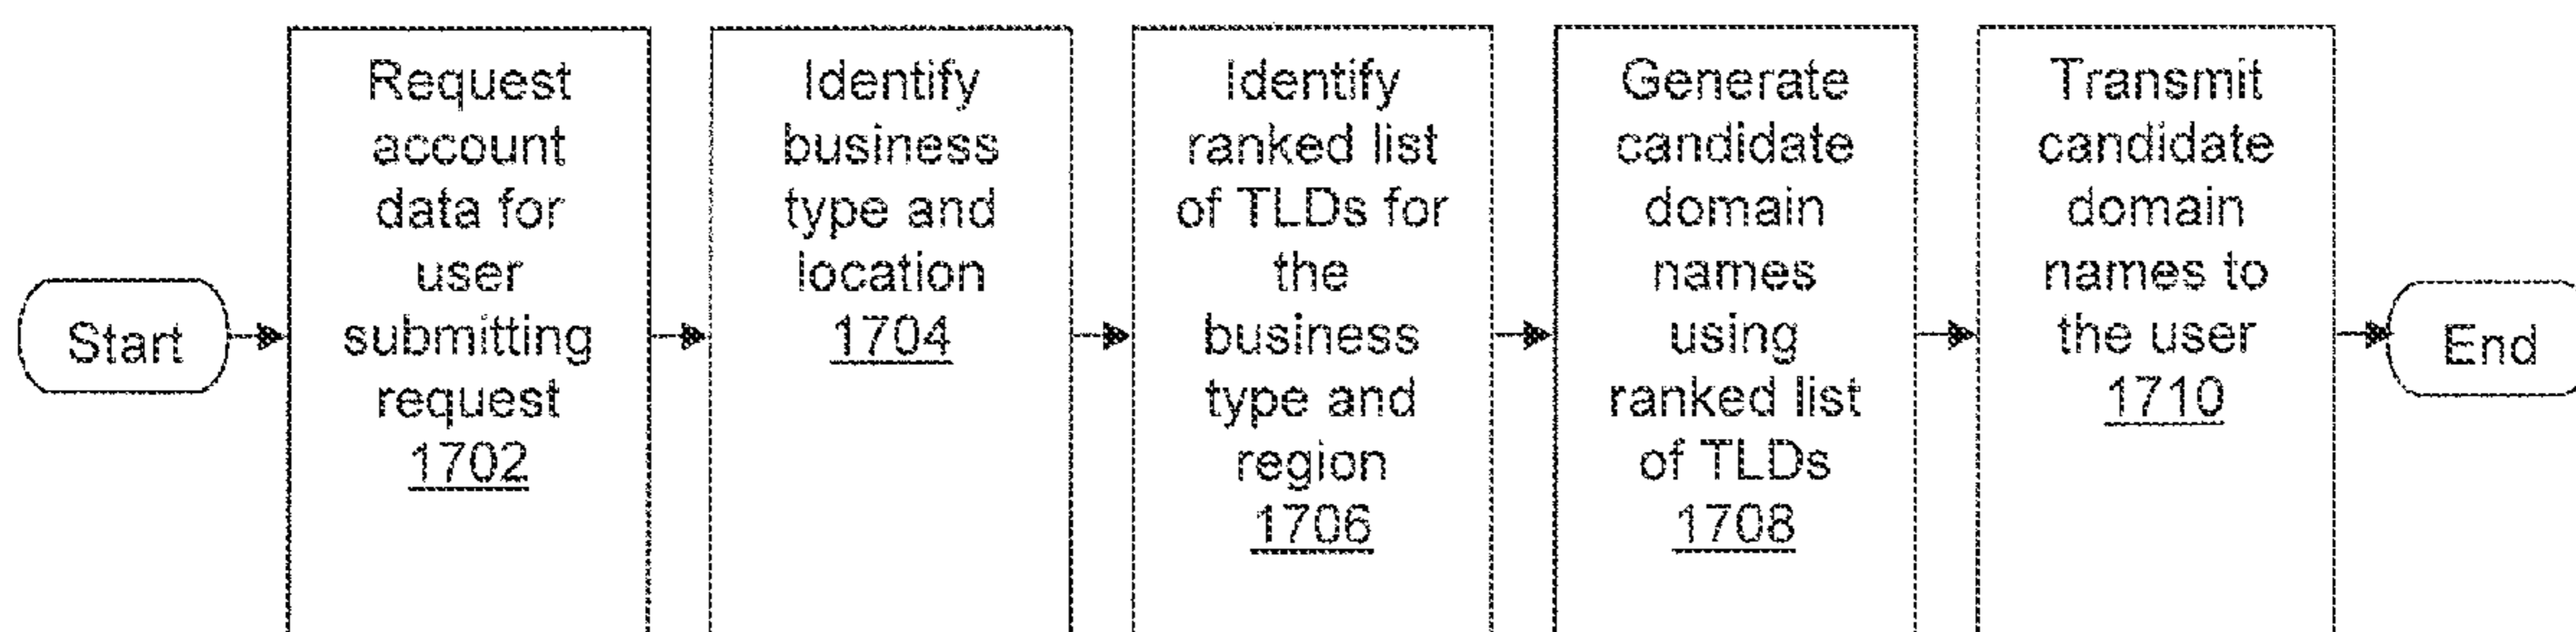 Start
Request
account
data for
user
submitting
request
1702
Identify
business
type and
location
1704
Identify
ranked list
of TLDs for
the
business
type and
region
1706
Generate
candidate
domain
names
using
ranked list
of TLDs
1708
Transmit
candidate
domain
names to
the user
1710
End